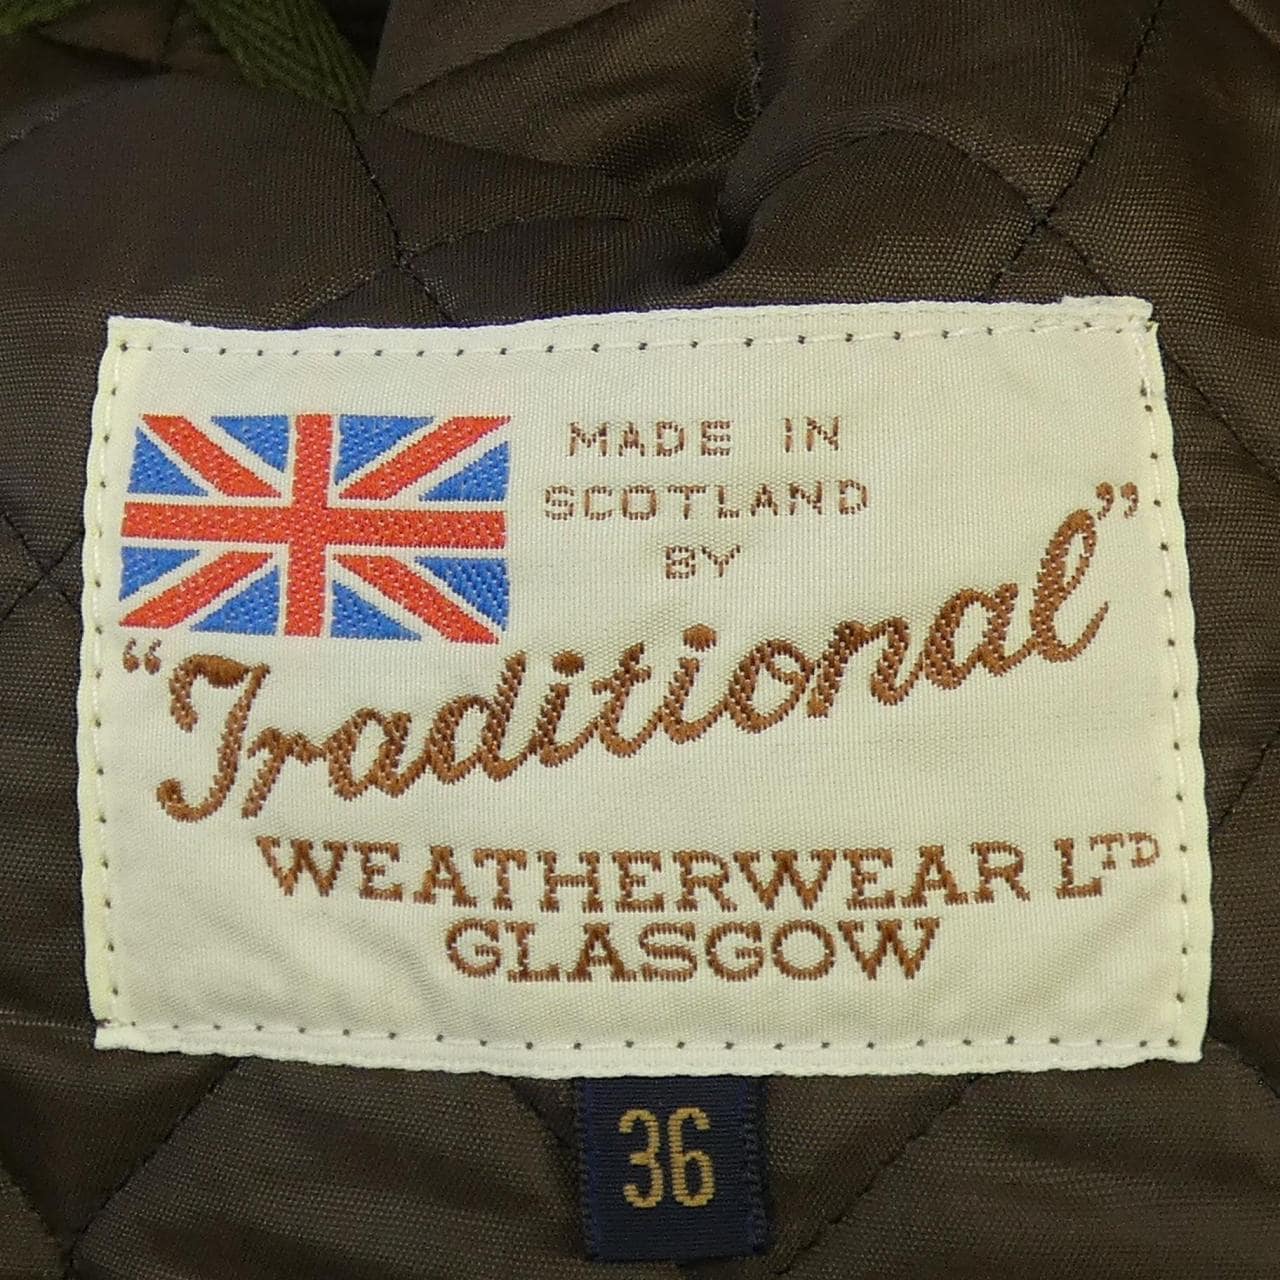 MADE IN
SCOTLAND
BY
“Traditional”
WEATHERWEAR LTD
GLASGOW
36